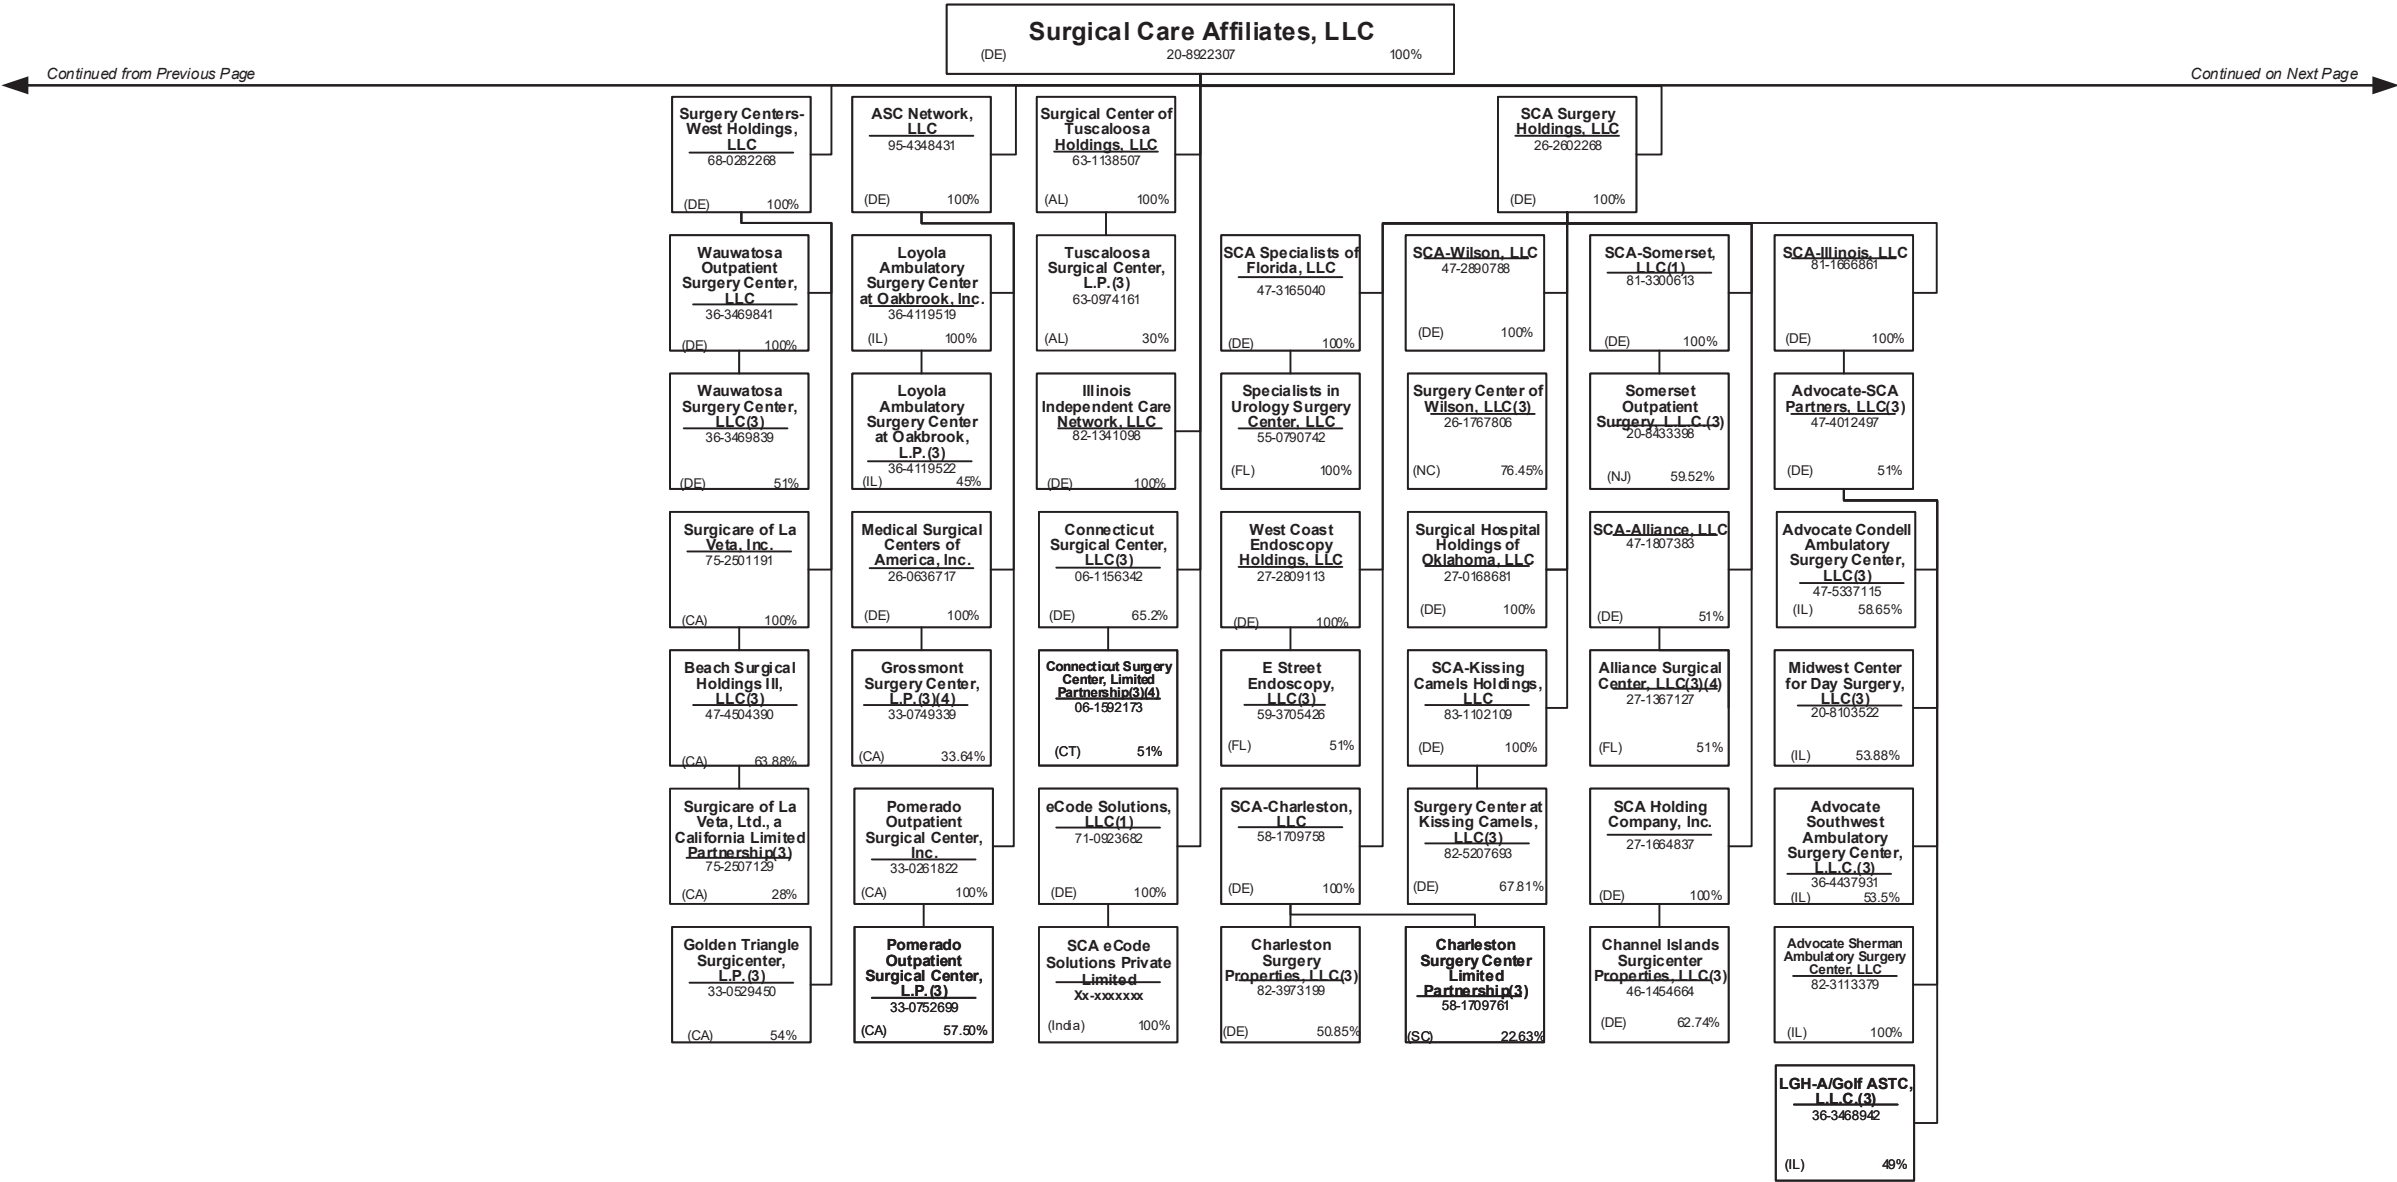 Surgical Care Affiliates, LLC
(DE) 20-8922307 100%
Continued from Previous Page
Continued on Next Page
Surgery Centers-
West Holdings,
LLC
68-0282268
(DE) 100%
ASC Network,
LLC
95-4348431
(DE) 100%
Surgical Center of
Tuscaloosa
Holdings, LLC
63-1138507
(AL) 100%
SCA Surgery
Holdings, LLC
26-2602268
(DE) 100%
Wauwatosa
Outpatient
Surgery Center,
LLC
36-3469841
(DE) 100%
Loyola
Ambulatory
Surgery Center
at Oakbrook, Inc.
36-4119519
(IL) 100%
Tuscaloosa
Surgical Center,
L.P.(3)
63-0974161
(AL) 30%
SCA Specialists of
Florida, LLC
47-3165040
(DE) 100%
SCA-Wilson, LLC
47-2890788
(DE) 100%
SCA-Somerset,
LLC(1)
81-3300613
(DE) 100%
SCA-Illinois, LLC
81-1666861
(DE) 100%
Wauwatosa
Surgery Center,
LLC(3)
36-3469839
(DE) 51%
Loyola
Ambulatory
Surgery Center
at Oakbrook,
L.P.(3)
36-4119522
(IL) 45%
Illinois
Independent Care
Network, LLC
82-1341098
(DE) 100%
Specialists in
Urology Surgery
Center, LLC
55-0790742
(FL) 100%
Surgery Center of
Wilson, LLC(3)
26-1767806
(NC) 76.45%
Somerset
Outpatient
Surgery, L.L.C.(3)
20-8433398
(NJ) 59.52%
Advocate-SCA
Partners, LLC(3)
47-4012497
(DE) 51%
Surgicare of La
Veta, Inc.
75-2501191
(CA) 100%
Medical Surgical
Centers of
America, Inc.
26-0636717
(DE) 100%
Connecticut
Surgical Center,
LLC(3)
06-1156342
(DE) 65.2%
West Coast
Endoscopy
Holdings, LLC
27-2809113
(DE) 100%
Surgical Hospital
Holdings of
Oklahoma, LLC
27-0168681
(DE) 100%
SCA-Alliance, LLC
47-1807383
(DE) 51%
Advocate Condell
Ambulatory
Surgery Center,
LLC(3)
47-5337115
(IL) 58.65%
Beach Surgical
Holdings III,
LLC(3)
47-4504390
(CA) 63.88%
Grossmont
Surgery Center,
L.P.(3)(4)
33-0749339
(CA) 33.64%
Connecticut Surgery
Center, Limited
Partnership(3)(4)
06-1592173
(CT) 51%
E Street
Endoscopy,
LLC(3)
59-3705426
(FL) 51%
SCA-Kissing
Camels Holdings,
LLC
83-1102109
(DE) 100%
Alliance Surgical
Center, LLC(3)(4)
27-1367127
(FL) 51%
Midwest Center
for Day Surgery,
LLC(3)
20-8103522
(IL) 53.88%
Surgicare of La
Veta, Ltd., a
California Limited
Partnership(3)
75-2507129
(CA) 28%
Pomerado
Outpatient
Surgical Center,
Inc.
33-0261822
(CA) 100%
eCode Solutions,
LLC(1)
71-0923682
(DE) 100%
SCA-Charleston,
LLC
58-1709758
(DE) 100%
Surgery Center at
Kissing Camels,
LLC(3)
82-5207693
(DE) 67.81%
SCA Holding
Company, Inc.
27-1664837
(DE) 100%
Advocate
Southwest
Ambulatory
Surgery Center,
L.L.C.(3)
36-4437931
(IL) 53.5%
Golden Triangle
Surgicenter,
L.P.(3)
33-0529450
(CA) 54%
Pomerado
Outpatient
Surgical Center,
L.P.(3)
33-0752699
(CA) 57.50%
SCA eCode
Solutions Private
Limited
Xx-xxxxxxx
(India) 100%
Charleston
Surgery
Properties, LLC(3)
82-3973199
(DE) 50.85%
Charleston
Surgery Center
Limited
Partnership(3)
58-1709761
(SC) 22.63%
Channel Islands
Surgicenter
Properties, LLC(3)
46-1454664
(DE) 62.74%
Advocate Sherman
Ambulatory Surgery
Center, LLC
82-3113379
(IL) 100%
LGH-A/Golf ASTC,
L.L.C.(3)
36-3468942
(IL) 49%